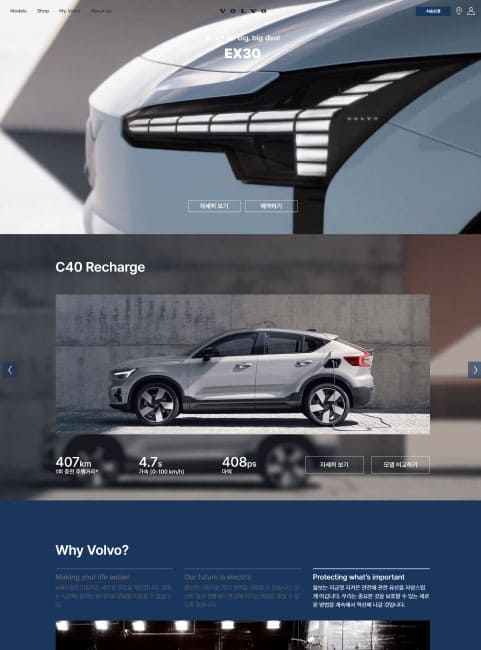 Models Shop My Volvo About us
VOLVO
시승신청
big, big deal
EX30
VOLVO
자세히 보기 예약하기
C40 Recharge
407km
1회 충전 주행거리*
4.7s
가속 (0-100 km/h)
408ps
마력
자세히 보기 모델 비교하기
Why Volvo?
Making your life easier
Our future is electric
Protecting what's important
볼보는 지금껏 지켜온 안전에 관한 유산을 자랑스럽
게 여깁니다. 우리는 중요한 것을 보호할 수 있는 새로
운 방법을 계속해서 혁신해 나갈 것입니다.